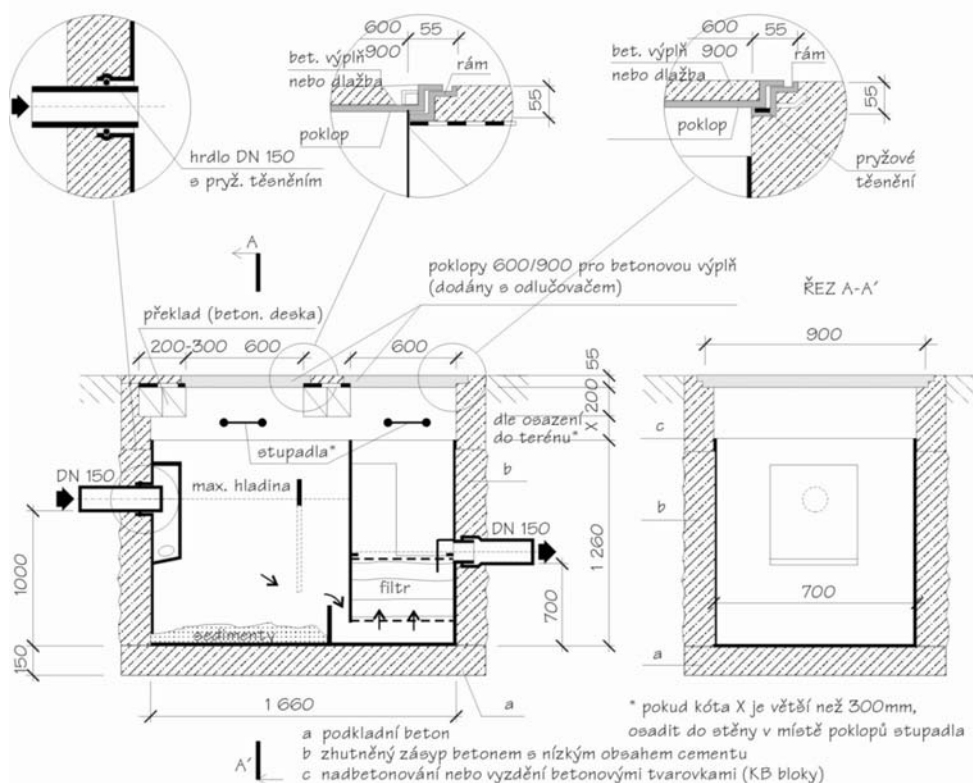 600
55
bet. výplň
900
nebo dlažba
rám
55
poklop
600
55
bet. výplň
900
nebo dlažba
rám
55
poklop
pryžové
těsnění
hrdlo DN 150
s pryž. těsněním
A
poklopy 600/900 pro betonovou výplň
(dodány s odlučovačem)
ŘEZ A-A´
překlad (beton. deska)
200-300
600
600
900
55
200
X
dle osazení
do terénu*
stupadla*
c
b
DN 150
max. hladina
b
DN 150
1 260
1000
filtr
700
700
sedimenty
150
a
1 660
a
* pokud kóta X je větší než 300mm,
osadit do stěny v místě poklopů stupadla
a podkladní beton
b zhutněný zásyp betonem s nízkým obsahem cementu
A´
c nadbetonování nebo vyzdění betonovými tvarovkami (KB bloky)